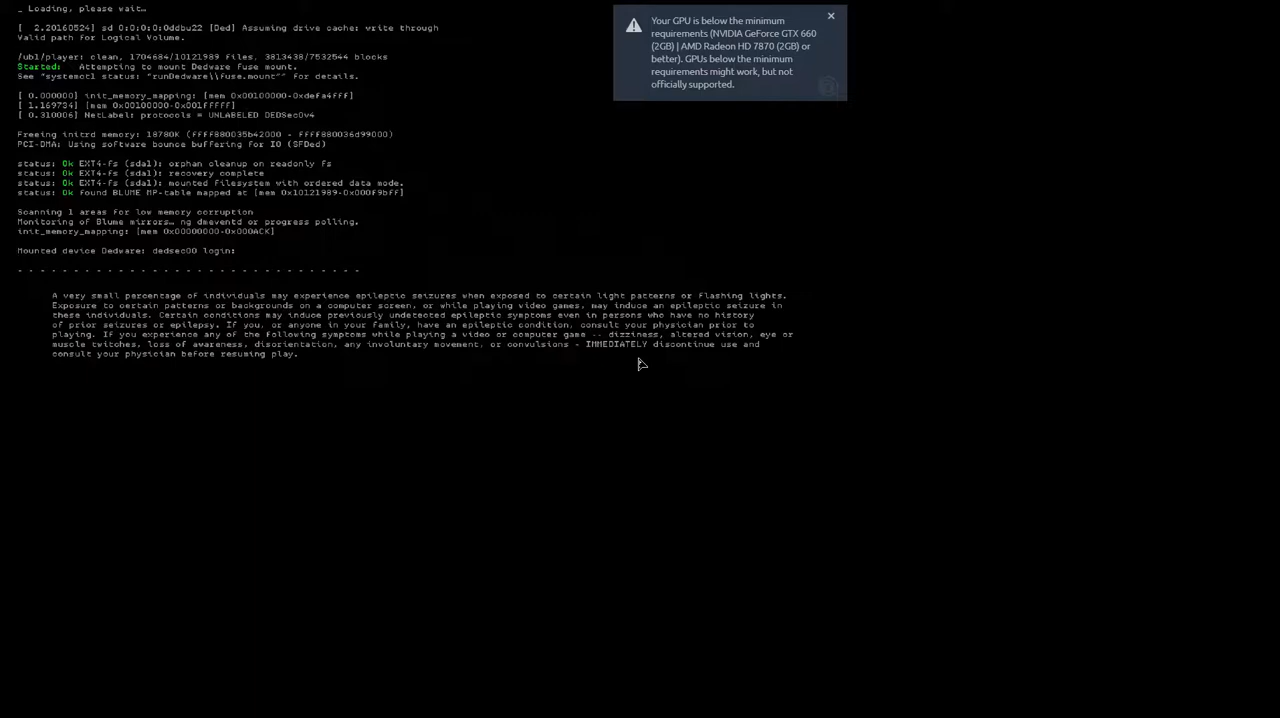 _ Loading, please wait…
[ 2.20160524] sd 0:0:0:0:0ddbu22 [Ded] Assuming drive cache: write through
Valid path for Logical Volume.
/ub1/player: clean, 1704684/10121989 files, 3813438/7532544 blocks
Started: Attempting to mount Dedware fuse mount.
See "systemctl status: "runDedware\\fuse.mount"" for details.
[ 0.000000] init_memory_mapping: [mem 0x00100000-0xdefa4fff]
[ 1.169734] [mem 0x00100000-0x001fffff]
[ 0.310006] NetLabel: protocols = UNLABELED DEDSec0v4
Freeing initrd memory: 18780K (ffff880035b42000 - ffff880036d99000)
PCI-DMA: Using software bounce buffering for IO (SFDed)
status: Ok EXT4-fs (sda1): orphan cleanup on readonly fs
status: Ok EXT4-fs (sda1): recovery complete
status: Ok EXT4-fs (sda1): mounted filesystem with ordered data mode.
status: Ok found BLUME MP-table mapped at [mem 0x10121989-0x000f9bff]
Scanning 1 areas for low memory corruption
Monitoring of Blume mirrors… ng dmeventd or progress polling.
init_memory_mapping: [mem 0x00000000-0x000ACK]
Mounted device Dedware: dedsec00 login:
- - - - - - - - - - - - - - - - - - - - - - - - - - - - - -
A very small percentage of individuals may experience epileptic seizures when exposed to certain light patterns or flashing lights.
Exposure to certain patterns or backgrounds on a computer screen, or while playing video games, may induce an epileptic seizure in
these individuals. Certain conditions may induce previously undetected epileptic symptoms even in persons who have no history
of prior seizures or epilepsy. If you, or anyone in your family, have an epileptic condition, consult your physician prior to
playing. If you experience any of the following symptoms while playing a video or computer game -- dizziness, altered vision, eye or
muscle twitches, loss of awareness, disorientation, any involuntary movement, or convulsions - IMMEDIATELY discontinue use and
consult your physician before resuming play.
Your GPU is below the minimum
requirements (NVIDIA GeForce GTX 660
(2GB) | AMD Radeon HD 7870 (2GB) or
better). GPUs below the minimum
requirements might work, but not
officially supported.